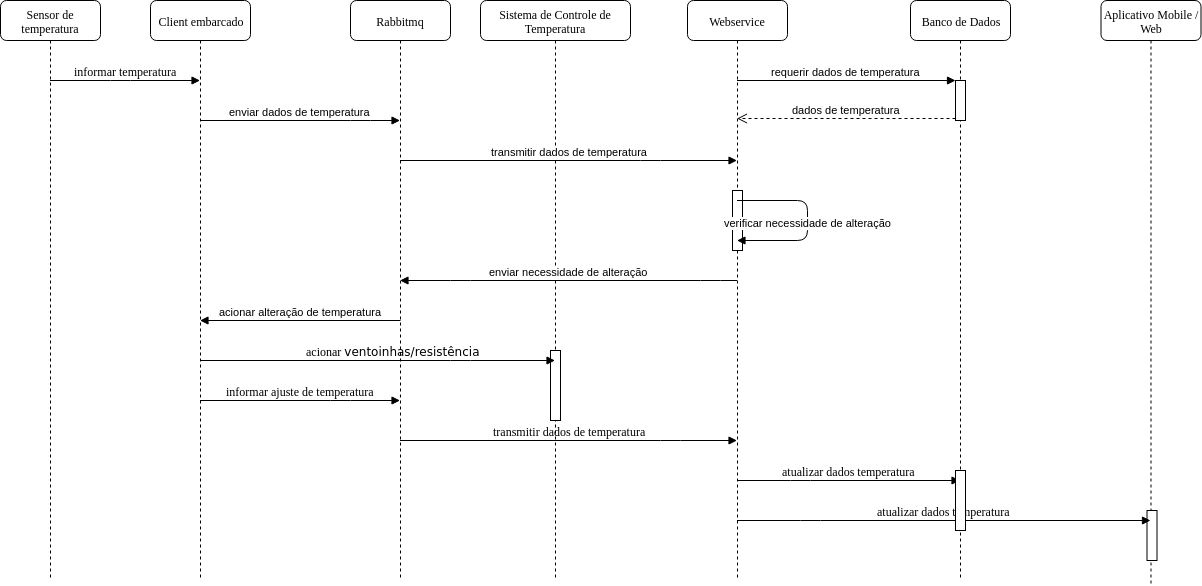 Sensor de
temperatura
Client embarcado
Rabbitmq
Sistema de Controle de
Temperatura
Webservice
Banco de Dados
Aplicativo Mobile /
Web
informar temperatura
requerir dados de temperatura
enviar dados de temperatura
dados de temperatura
transmitir dados de temperatura
verificar necessidade de alteração
enviar necessidade de alteração
acionar alteração de temperatura
acionar ventoinhas/resistência
informar ajuste de temperatura
transmitir dados de temperatura
atualizar dados temperatura
atualizar dados temperatura